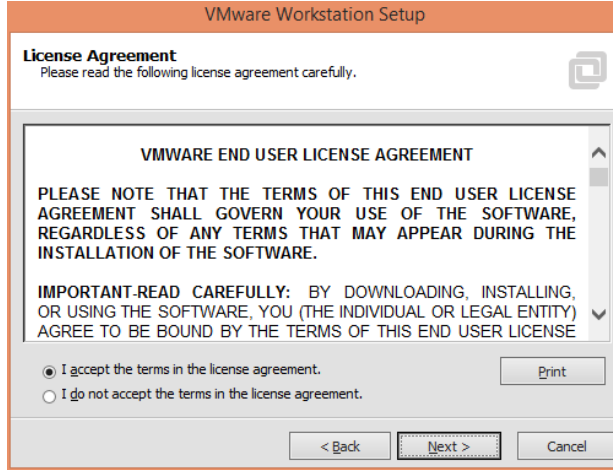 VMware Workstation Setup
License Agreement
Please read the following license agreement carefully.
VMWARE END USER LICENSE AGREEMENT
PLEASE NOTE THAT THE TERMS OF THIS END USER LICENSE
AGREEMENT SHALL GOVERN YOUR USE OF THE SOFTWARE,
REGARDLESS OF ANY TERMS THAT MAY APPEAR DURING THE
INSTALLATION OF THE SOFTWARE.
IMPORTANT-READ CAREFULLY: BY DOWNLOADING, INSTALLING,
OR USING THE SOFTWARE, YOU (THE INDIVIDUAL OR LEGAL ENTITY)
AGREE TO BE BOUND BY THE TERMS OF THIS END USER LICENSE
I accept the terms in the license agreement.
Print
I do not accept the terms in the license agreement.
< Back
Next >
Cancel